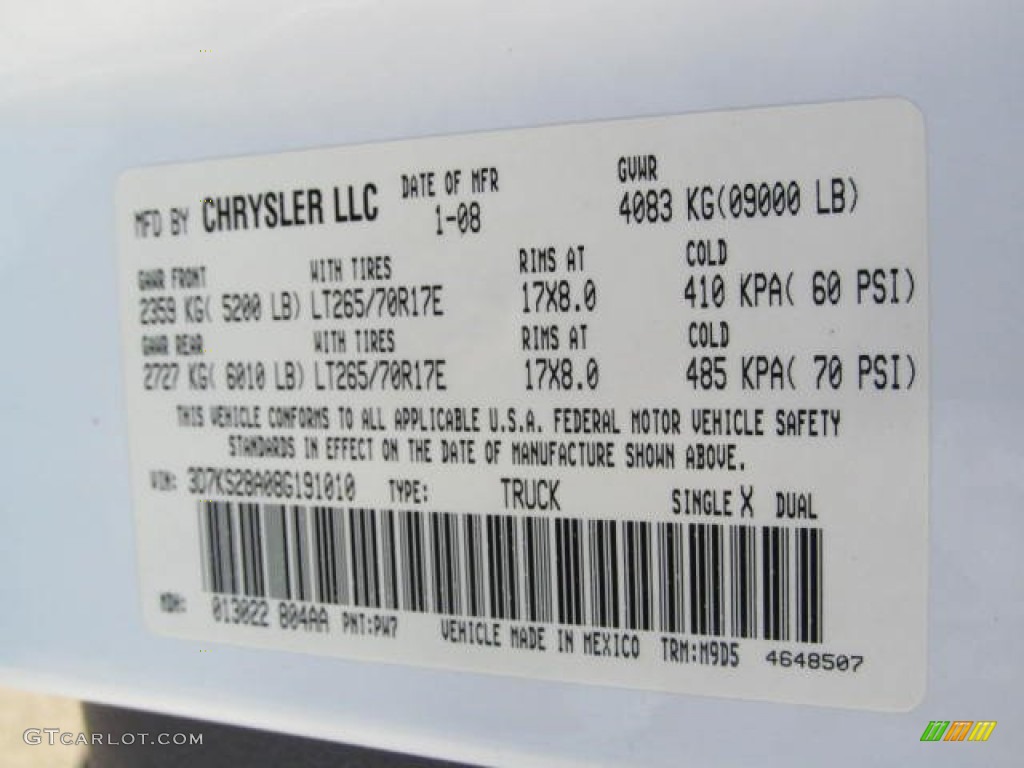 MFD BY CHRYSLER LLC DATE OF MFR 1-08 GVWR 4083 KG(09000 LB)
GAWR FRONT WITH TIRES RIMS AT COLD
2359 KG( 5200 LB) LT265/70R17E 17X8.0 410 KPA( 60 PSI)
GAWR REAR WITH TIRES RIMS AT COLD
2727 KG( 6010 LB) LT265/70R17E 17X8.0 485 KPA( 70 PSI)
THIS VEHICLE CONFORMS TO ALL APPLICABLE U.S.A. FEDERAL MOTOR VEHICLE SAFETY
STANDARDS IN EFFECT ON THE DATE OF MANUFACTURE SHOWN ABOVE.
VIN: 3D7KS28A08G191010 TYPE: TRUCK SINGLE X DUAL
MDH: 013022 804AA PNT:PW7 VEHICLE MADE IN MEXICO TRM:M9D5 4648507
GTCARLOT.COM